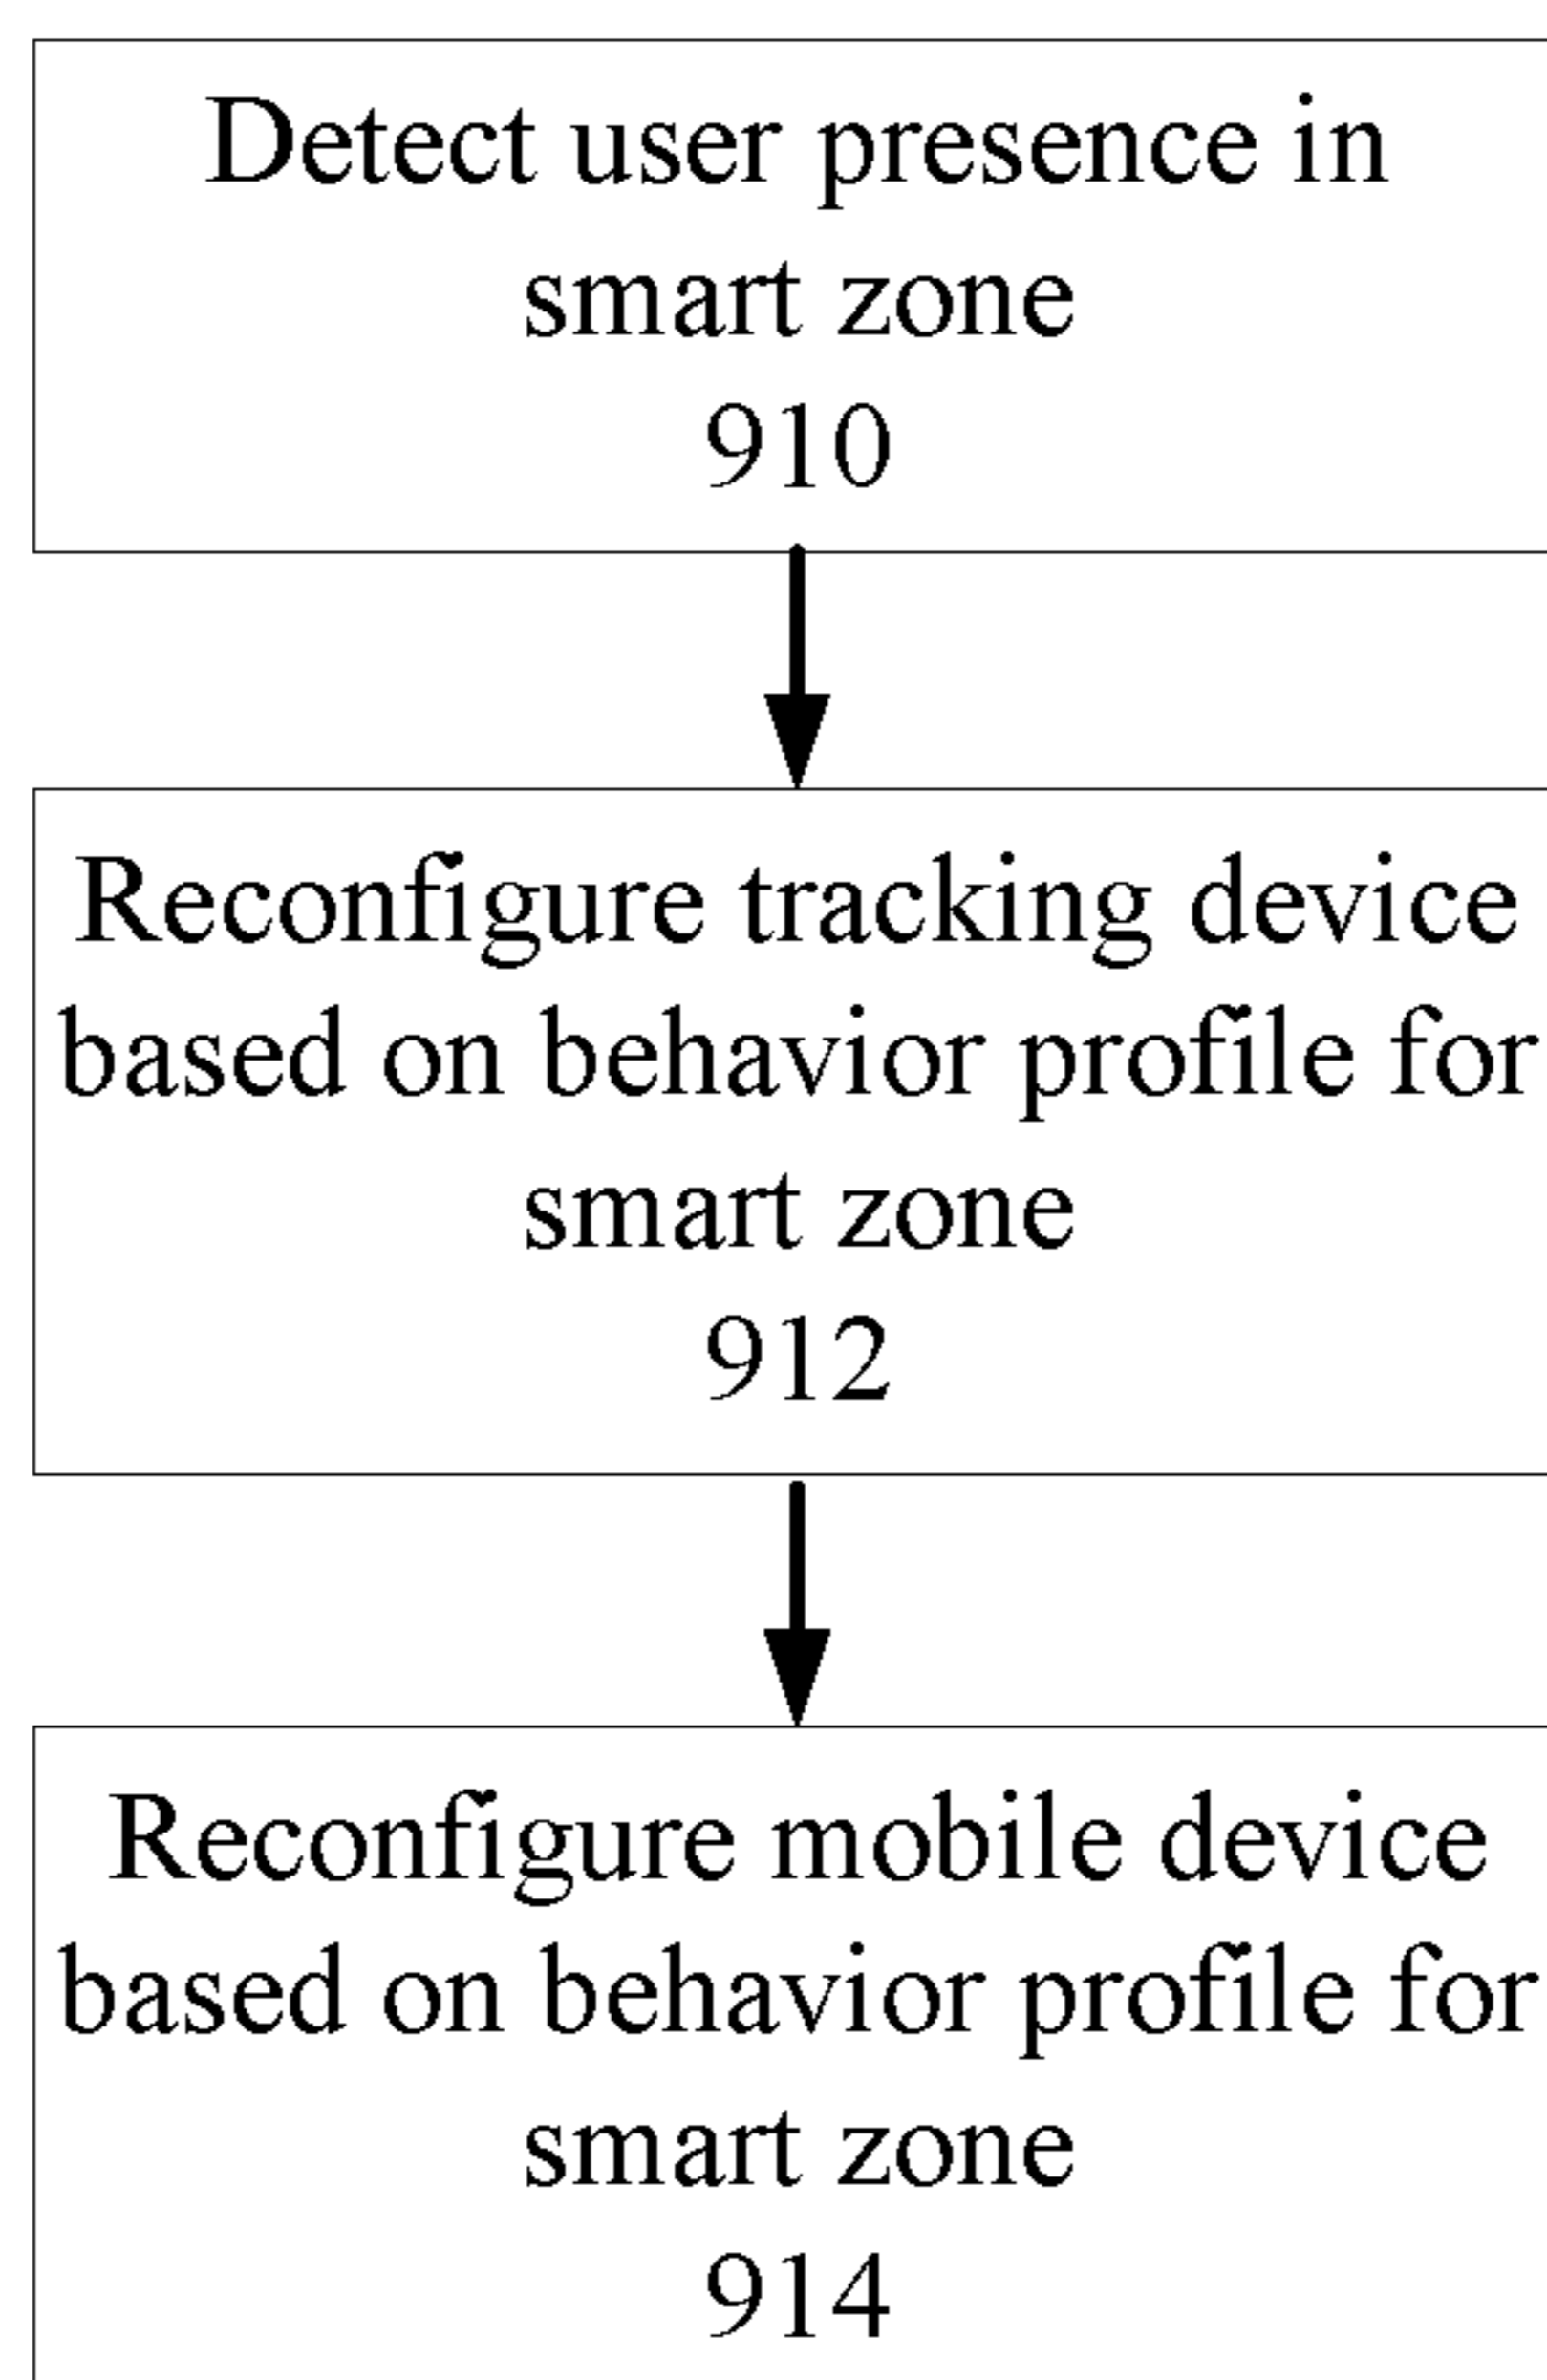 Detect user presence in
smart zone
910
Reconfigure tracking device
based on behavior profile for
smart zone
912
Reconfigure mobile device
based on behavior profile for
smart zone
914